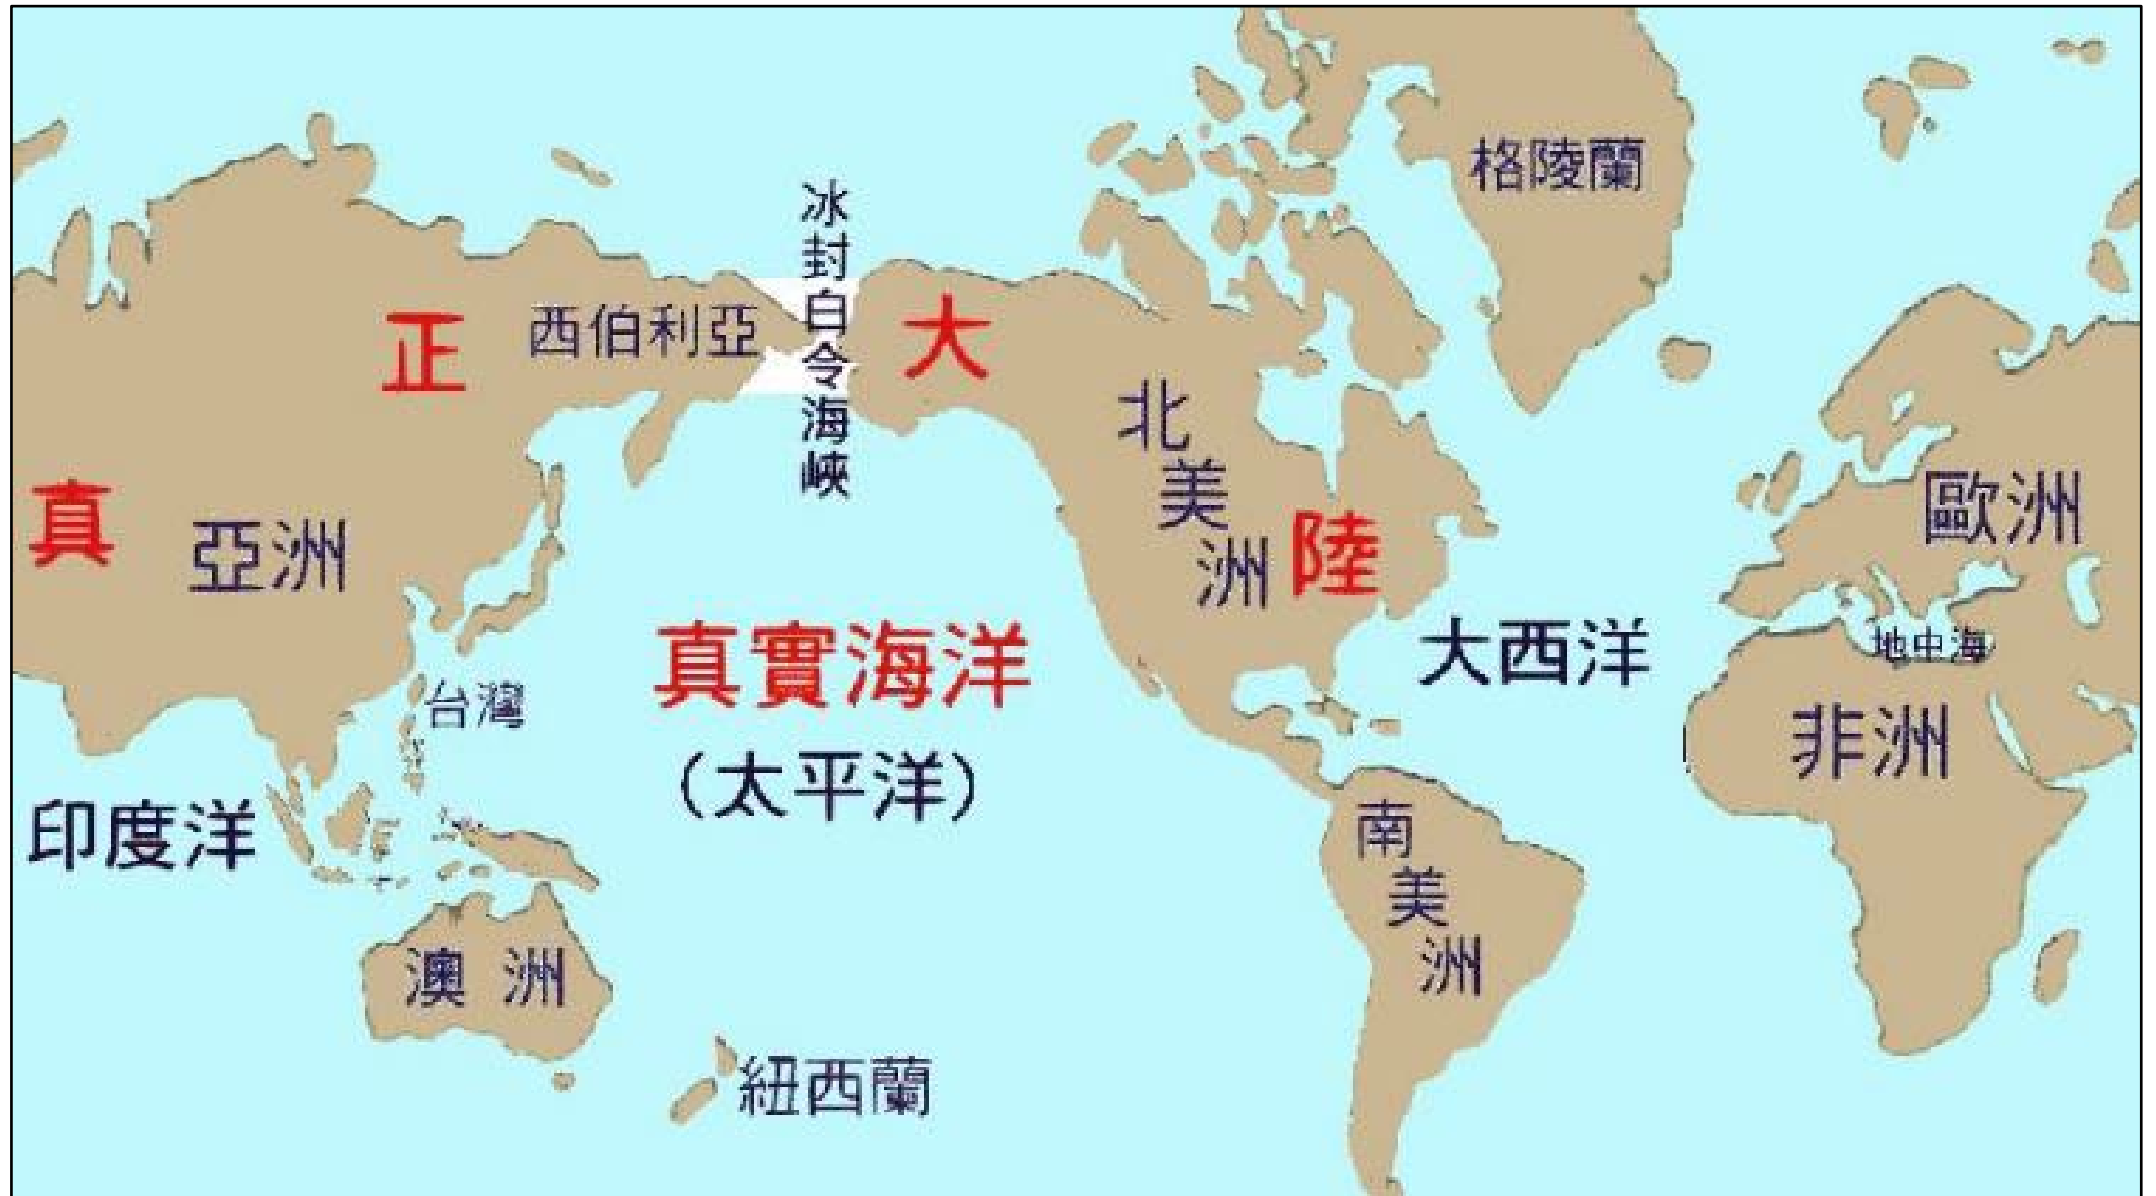 格陵蘭
冰封白令海峽
真正大陸
西伯利亞
北美洲
歐洲
亞洲
真實海洋
(太平洋)
大西洋
地中海
台灣
非洲
印度洋
南美洲
澳洲
紐西蘭